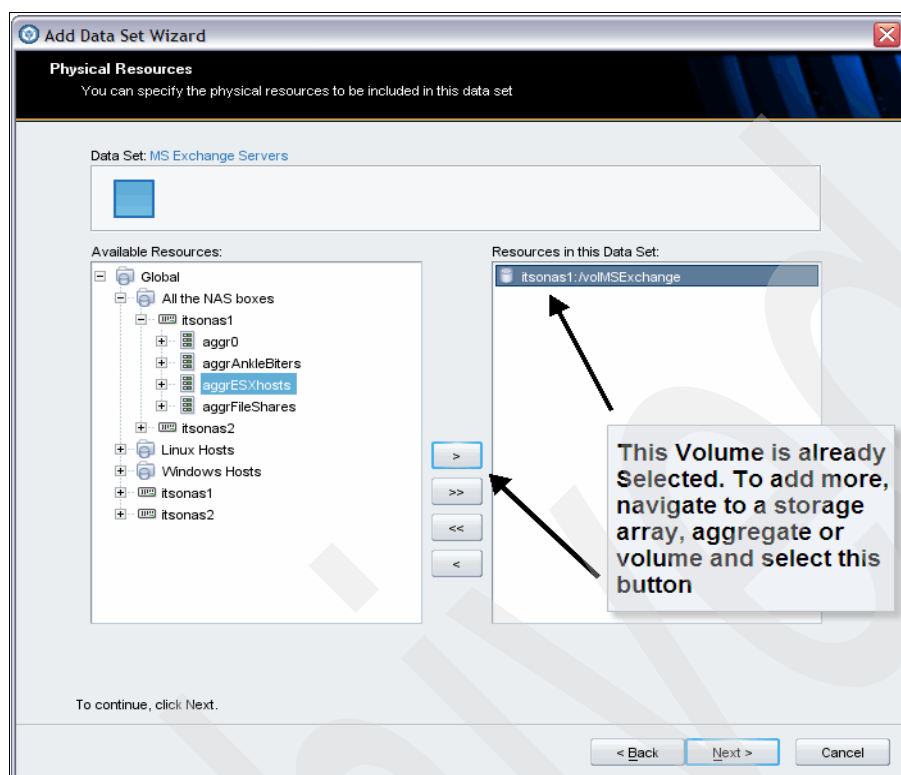 Add Data Set Wizard
Physical Resources
You can specify the physical resources to be included in this data set
Data Set: MS Exchange Servers
Available Resources:
Global
All the NAS boxes
itsonas1
aggr0
aggrAnkleBiters
aggrESXhosts
aggrFileShares
itsonas2
Linux Hosts
Windows Hosts
itsonas1
itsonas2
>
>>
<<
<
Resources in this Data Set:
itsonas1:/volMSExchange
This Volume is already
Selected. To add more,
navigate to a storage
array, aggregate or
volume and select this
button
To continue, click Next.
< Back
Next >
Cancel